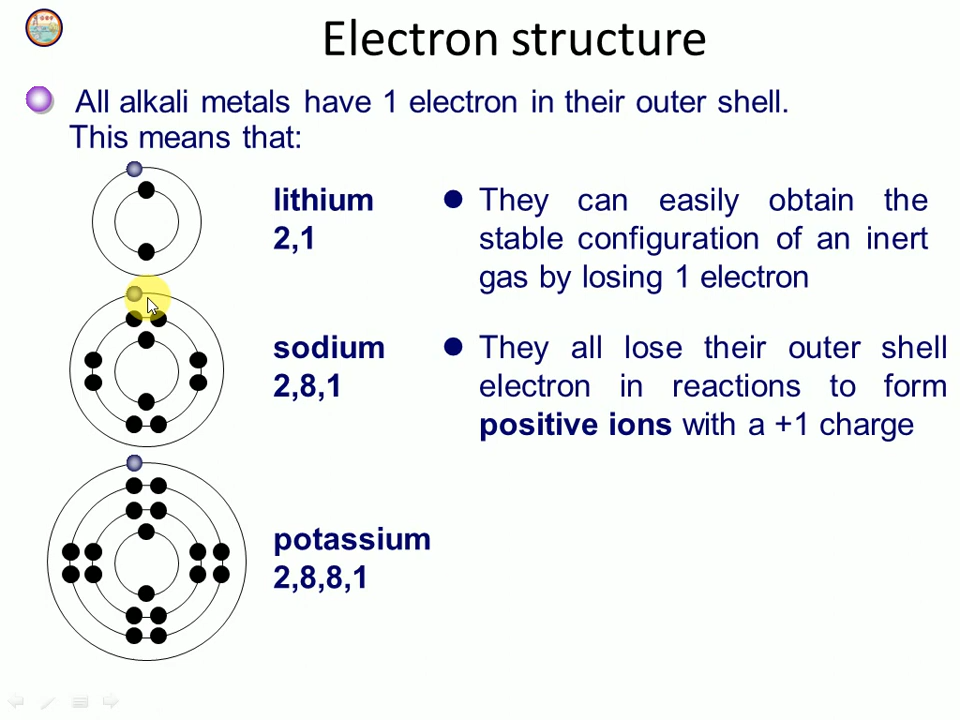 Electron structure
All alkali metals have 1 electron in their outer shell.
This means that:
lithium
2,1
They can easily obtain the
stable configuration of an inert
gas by losing 1 electron
sodium
2,8,1
They all lose their outer shell
electron in reactions to form
positive ions with a +1 charge
potassium
2,8,8,1